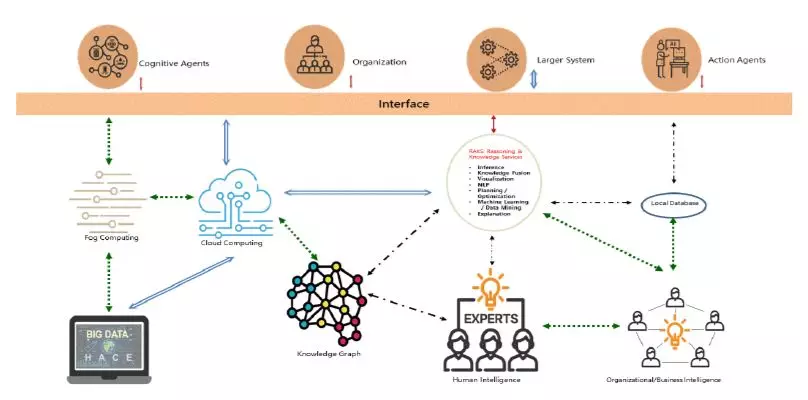 Cognitive Agents
Organization
Larger System
Action Agents
AI
Interface
RAKS: Reasoning &
Knowledge Services
• Inference
• Knowledge Fusion
• Visualization
• NLP
• Planning /
Optimization
• Machine Learning
/ Data Mining
• Explanation
Local Database
Fog Computing
Cloud Computing
BIG DATA
HACE
Knowledge Graph
EXPERTS
Human Intelligence
Organizational/Business Intelligence